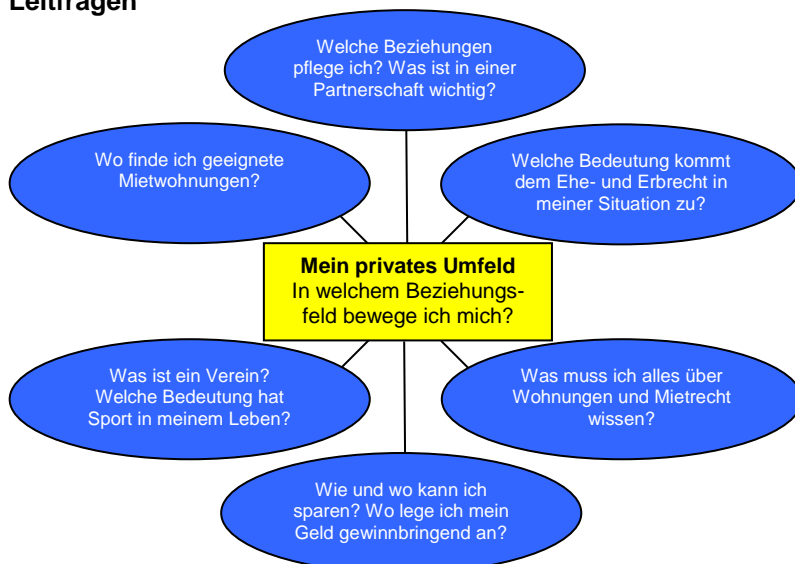 Leitfragen
Welche Beziehungen
pflege ich? Was ist in einer
Partnerschaft wichtig?
Wo finde ich geeignete
Mietwohnungen?
Welche Bedeutung kommt
dem Ehe- und Erbrecht in
meiner Situation zu?
Mein privates Umfeld
In welchem Beziehungs-
feld bewege ich mich?
Was ist ein Verein?
Welche Bedeutung hat
Sport in meinem Leben?
Was muss ich alles über
Wohnungen und Mietrecht
wissen?
Wie und wo kann ich
sparen? Wo lege ich mein
Geld gewinnbringend an?